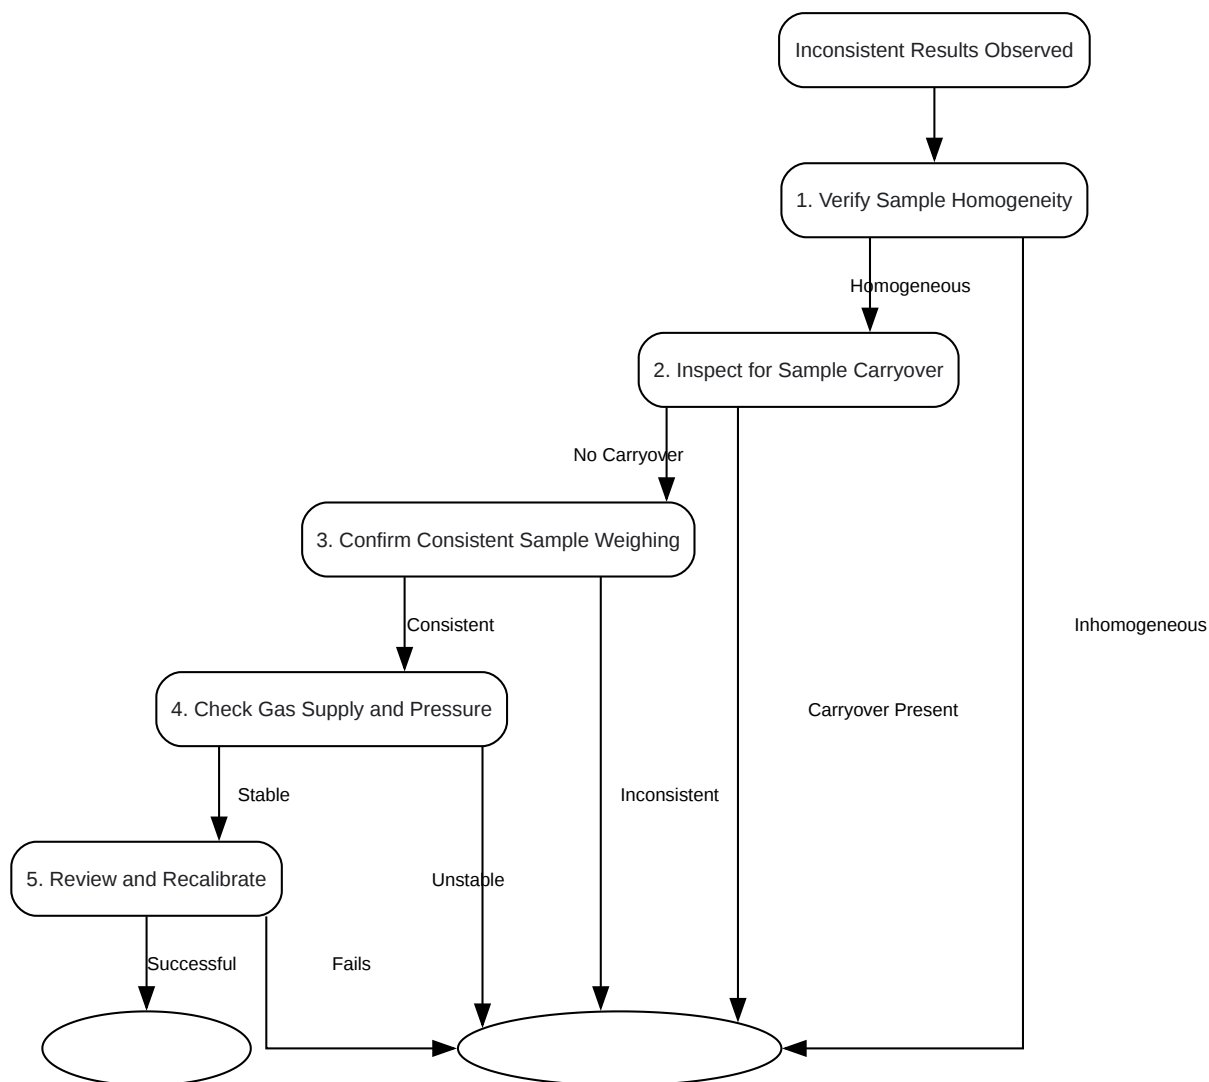 Inconsistent Results Observed
1. Verify Sample Homogeneity
Homogeneous
2. Inspect for Sample Carryover
No Carryover
3. Confirm Consistent Sample Weighing
Consistent
Inhomogeneous
4. Check Gas Supply and Pressure
Carryover Present
Stable
Inconsistent
5. Review and Recalibrate
Unstable
Successful
Fails